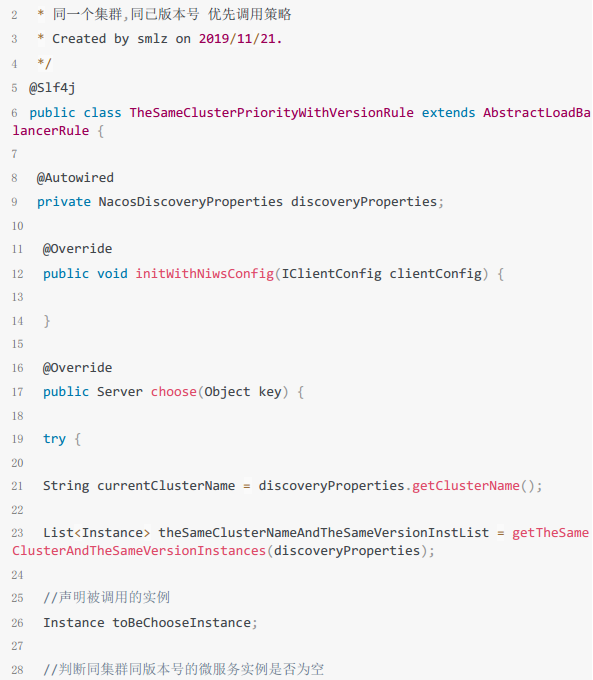 2 * 同一个集群,同己版本号 优先调用策略
3 * Created by smlz on 2019/11/21.
4 */
5 @Slf4j
6 public class TheSameClusterPriorityWithVersionRule extends AbstractLoadBa
lancerRule {
7
8 @Autowired
9 private NacosDiscoveryProperties discoveryProperties;
10
11 @Override
12 public void initWithNiwsConfig(IClientConfig clientConfig) {
13
14 }
15
16 @Override
17 public Server choose(Object key) {
18
19 try {
20
21 String currentClusterName = discoveryProperties.getClusterName();
22
23 List<Instance> theSameClusterNameAndTheSameVersionInstList = getTheSame
ClusterAndTheSameVersionInstances(discoveryProperties);
24
25 //声明被调用的实例
26 Instance toBeChooseInstance;
27
28 //判断同集群同版本号的微服务实例是否为空